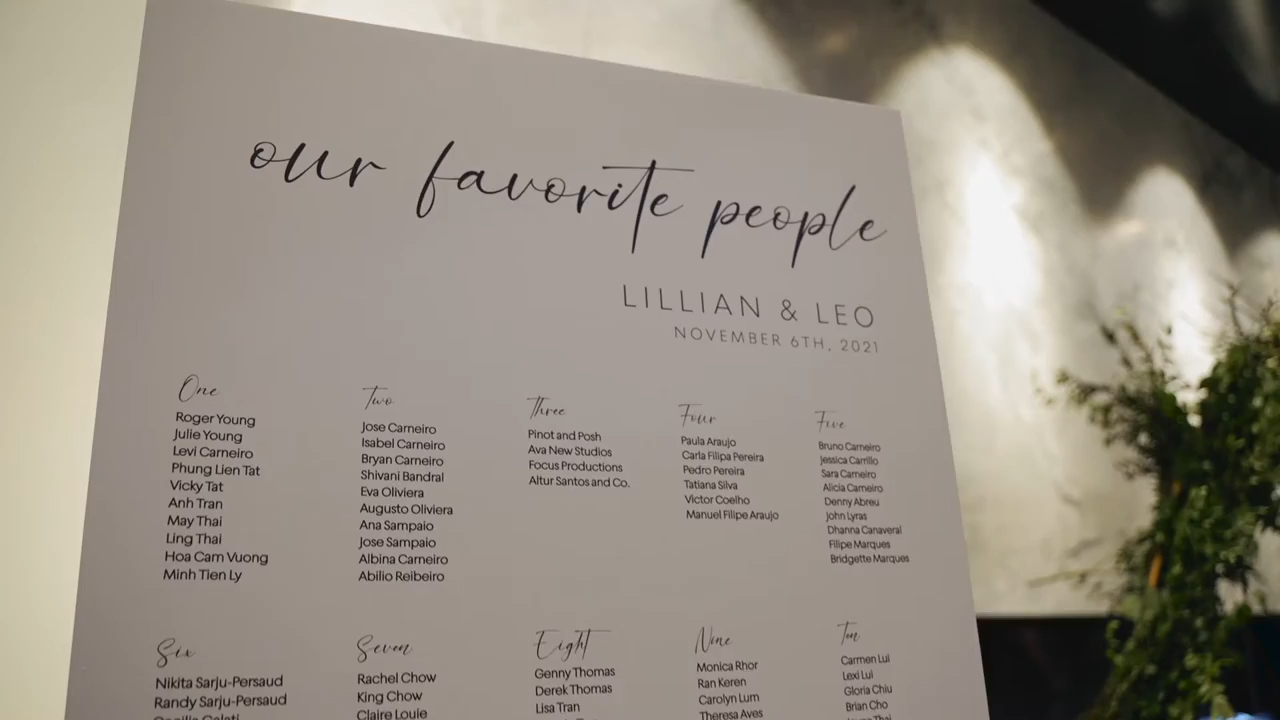 our favorite people
LILLIAN & LEO
NOVEMBER 6TH, 2021
One
Roger Young
Julie Young
Levi Carneiro
Phung Lien Tat
Vicky Tat
Anh Tran
May Thai
Ling Thai
Hoa Cam Vuong
Minh Tien Ly
Two
Jose Carneiro
Isabel Carneiro
Bryan Carneiro
Shivani Bandral
Eva Oliviera
Augusto Oliviera
Ana Sampaio
Jose Sampaio
Albina Carneiro
Abilio Reibeiro
Three
Pinot and Posh
Ava New Studios
Focus Productions
Altur Santos and Co.
Four
Paula Araujo
Carla Filipa Pereira
Pedro Pereira
Tatiana Silva
Victor Coelho
Manuel Filipe Araujo
Five
Bruno Carneiro
Jessica Carrillo
Sara Carneiro
Alicia Carneiro
Denny Abreu
John Lyras
Dhanna Canaveral
Filipe Marques
Bridgette Marques
Six
Nikita Sarju-Persaud
Randy Sarju-Persaud
Seven
Rachel Chow
King Chow
Claire Louie
Eight
Genny Thomas
Derek Thomas
Lisa Tran
Nine
Monica Rhor
Ran Keren
Carolyn Lum
Theresa Aves
Ten
Carmen Lui
Lexi Lui
Gloria Chiu
Brian Cho